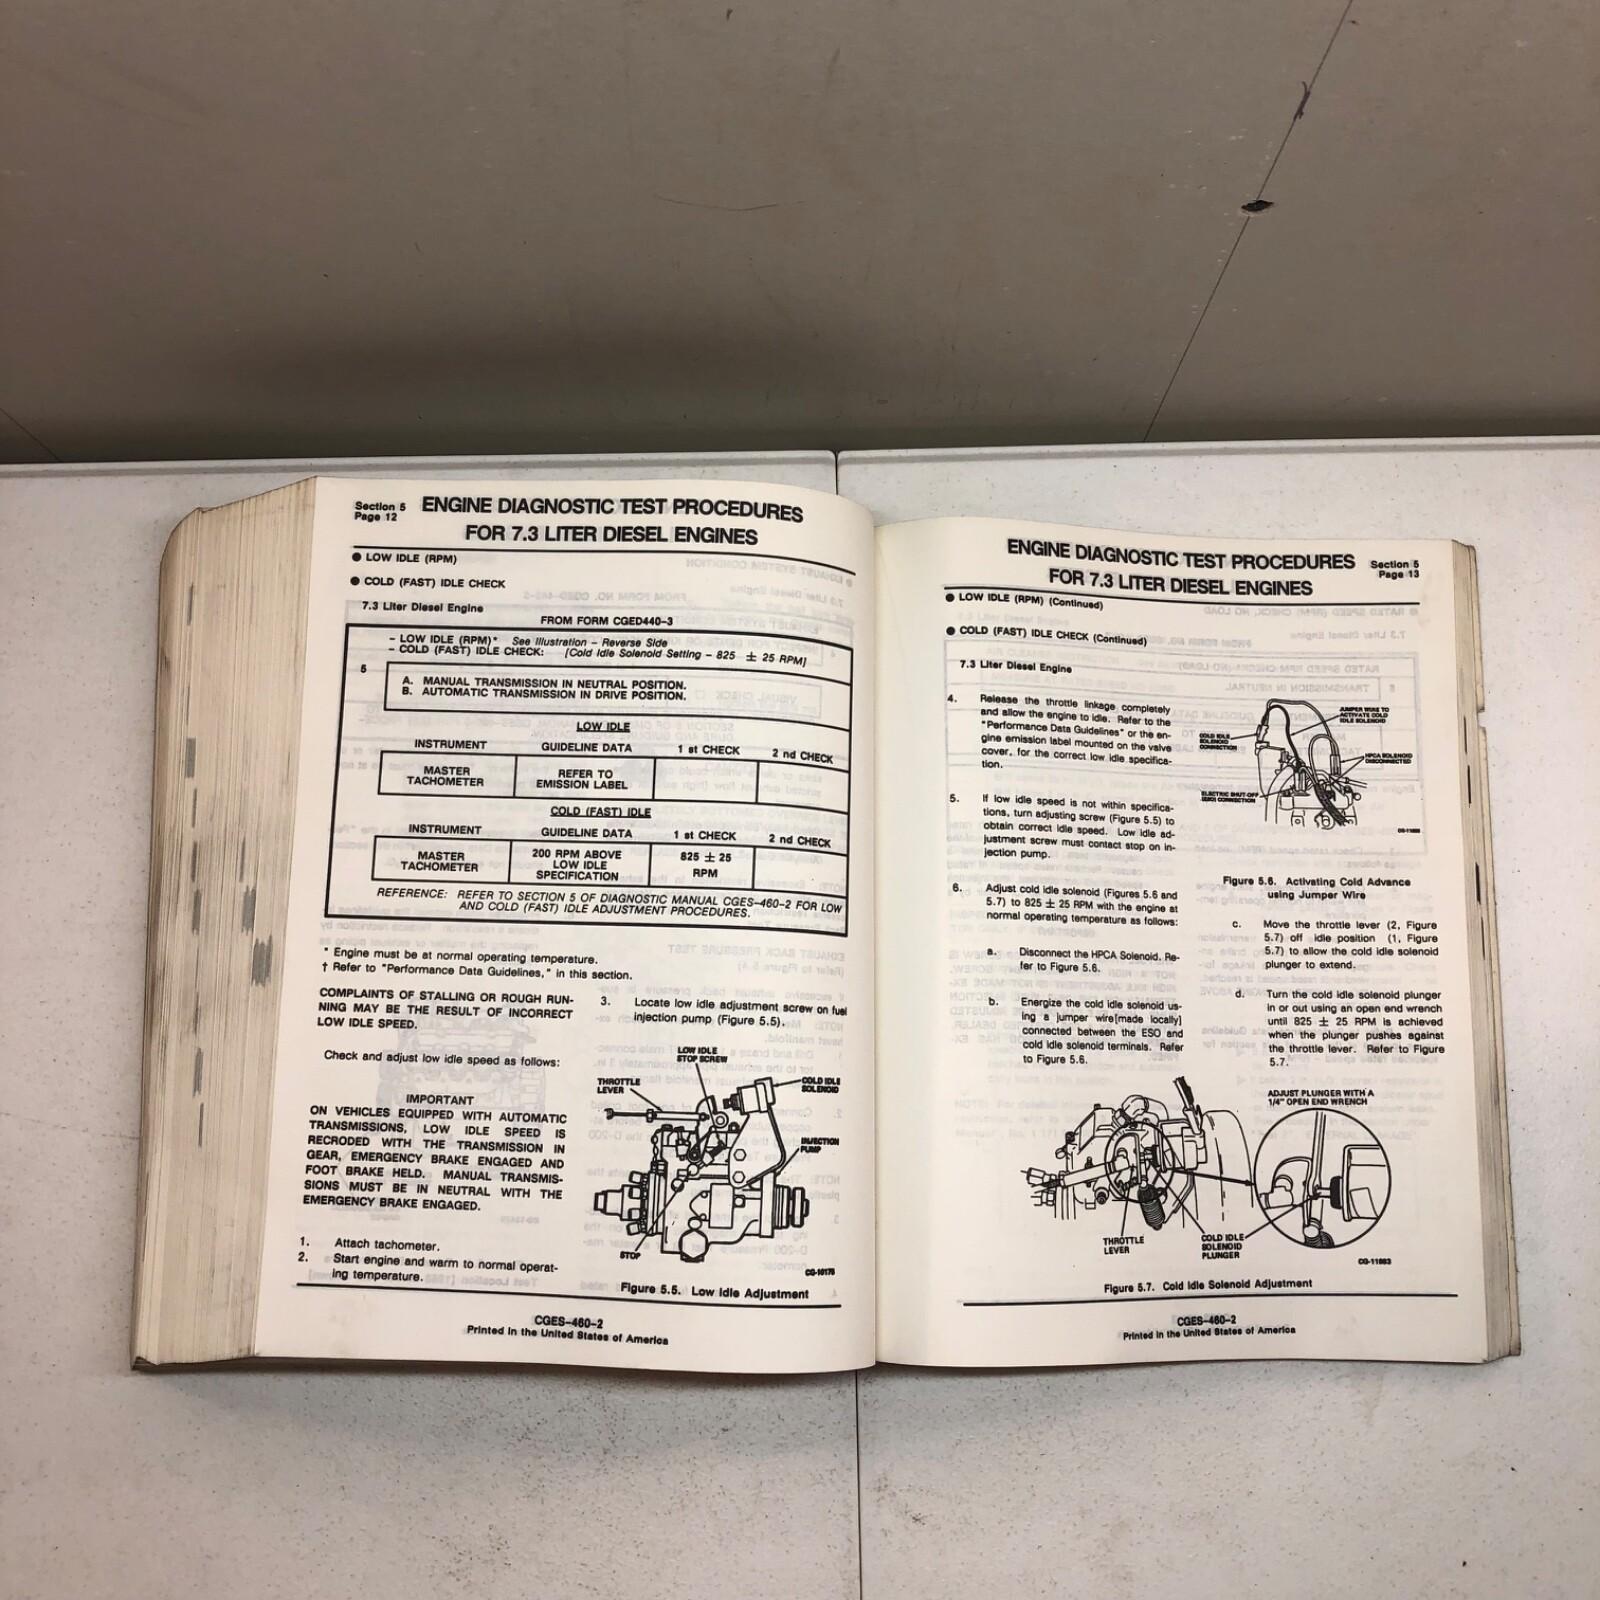 Section 5
Page 12
ENGINE DIAGNOSTIC TEST PROCEDURES
FOR 7.3 LITER DIESEL ENGINES
● LOW IDLE (RPM)
● COLD (FAST) IDLE CHECK
7.3 Liter Diesel Engine
FROM FORM CGED440-3
- LOW IDLE (RPM)* See Illustration - Reverse Side
- COLD (FAST) IDLE CHECK: [Cold Idle Solenoid Setting - 825 ± 25 RPM]
5
A. MANUAL TRANSMISSION IN NEUTRAL POSITION.
B. AUTOMATIC TRANSMISSION IN DRIVE POSITION.
LOW IDLE
INSTRUMENT GUIDELINE DATA 1 st CHECK 2 nd CHECK
MASTER TACHOMETER
REFER TO EMISSION LABEL
COLD (FAST) IDLE
INSTRUMENT GUIDELINE DATA 1 st CHECK 2 nd CHECK
MASTER TACHOMETER
200 RPM ABOVE
LOW IDLE
SPECIFICATION
825 ± 25
RPM
REFERENCE: REFER TO SECTION 5 OF DIAGNOSTIC MANUAL CGES-460-2 FOR LOW
AND COLD (FAST) IDLE ADJUSTMENT PROCEDURES.
* Engine must be at normal operating temperature.
† Refer to "Performance Data Guidelines," in this section.
COMPLAINTS OF STALLING OR ROUGH RUN-
NING MAY BE THE RESULT OF INCORRECT
LOW IDLE SPEED.
Check and adjust low idle speed as follows:
IMPORTANT
ON VEHICLES EQUIPPED WITH AUTOMATIC
TRANSMISSIONS, LOW IDLE SPEED IS
RECRODED WITH THE TRANSMISSION IN
GEAR, EMERGENCY BRAKE ENGAGED AND
FOOT BRAKE HELD. MANUAL TRANSMIS-
SIONS MUST BE IN NEUTRAL WITH THE
EMERGENCY BRAKE ENGAGED.
1. Attach tachometer.
2. Start engine and warm to normal operat-
ing temperature.
3. Locate low idle adjustment screw on fuel
injection pump (Figure 5.5).
LOW IDLE
STOP SCREW
THROTTLE
LEVER
COLD IDLE
SOLENOID
INJECTION
PUMP
STOP
CG-10175
Figure 5.5. Low Idle Adjustment
CGES-460-2
Printed in the United States of America
ENGINE DIAGNOSTIC TEST PROCEDURES
FOR 7.3 LITER DIESEL ENGINES
Section 5
Page 13
● LOW IDLE (RPM) (Continued)
● COLD (FAST) IDLE CHECK (Continued)
7.3 Liter Diesel Engine
4. Release the throttle linkage completely
and allow the engine to idle. Refer to the
"Performance Data Guidelines" or the en-
gine emission label mounted on the valve
cover, for the correct low idle specifica-
tion.
5. If low idle speed is not within specifica-
tions, turn adjusting screw (Figure 5.5) to
obtain correct idle speed. Low idle ad-
justment screw must contact stop on in-
jection pump.
6. Adjust cold idle solenoid (Figures 5.6 and
5.7) to 825 ± 25 RPM with the engine at
normal operating temperature as follows:
a. Disconnect the HPCA Solenoid. Re-
fer to Figure 5.6.
b. Energize the cold idle solenoid us-
ing a jumper wire[made locally]
connected between the ESO and
cold idle solenoid terminals. Refer
to Figure 5.6.
JUMPER WIRE TO
ACTIVATE COLD
IDLE SOLENOID
COLD IDLE
SOLENOID
CONNECTION
HPCA SOLENOID
DISCONNECTED
ELECTRIC SHUT-OFF
(ESO) CONNECTION
Figure 5.6. Activating Cold Advance
using Jumper Wire
c. Move the throttle lever (2, Figure
5.7) off idle position (1, Figure
5.7) to allow the cold idle solenoid
plunger to extend.
d. Turn the cold idle solenoid plunger
in or out using an open end wrench
until 825 ± 25 RPM is achieved
when the plunger pushes against
the throttle lever. Refer to Figure
5.7.
ADJUST PLUNGER WITH A
1/4" OPEN END WRENCH
THROTTLE
LEVER
COLD IDLE
SOLENOID
PLUNGER
Figure 5.7. Cold Idle Solenoid Adjustment
CGES-460-2
Printed in the United States of America